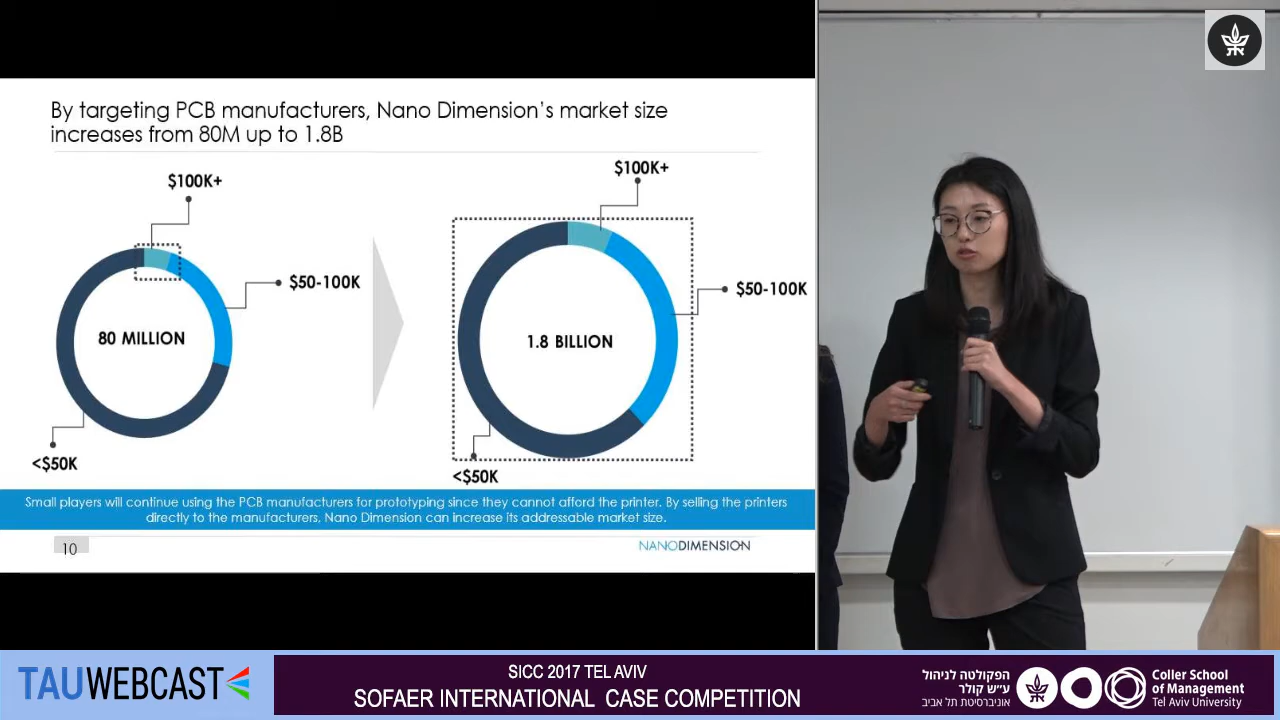 By targeting PCB manufacturers, Nano Dimension's market size
increases from 80M up to 1.8B
$100K+
$50-100K
80 MILLION
<$50K
$100K+
$50-100K
1.8 BILLION
<$50K
Small players will continue using the PCB manufacturers for prototyping since they cannot afford the printer. By selling the printers
directly to the manufacturers, Nano Dimension can increase its addressable market size.
10
NANODIMENSION
TAUWEBCAST
SICC 2017 TEL AVIV
SOFAER INTERNATIONAL CASE COMPETITION
הפקולטה לניהול
ע״ש קולר
אוניברסיטת תל אביב
Coller School
of Management
Tel Aviv University